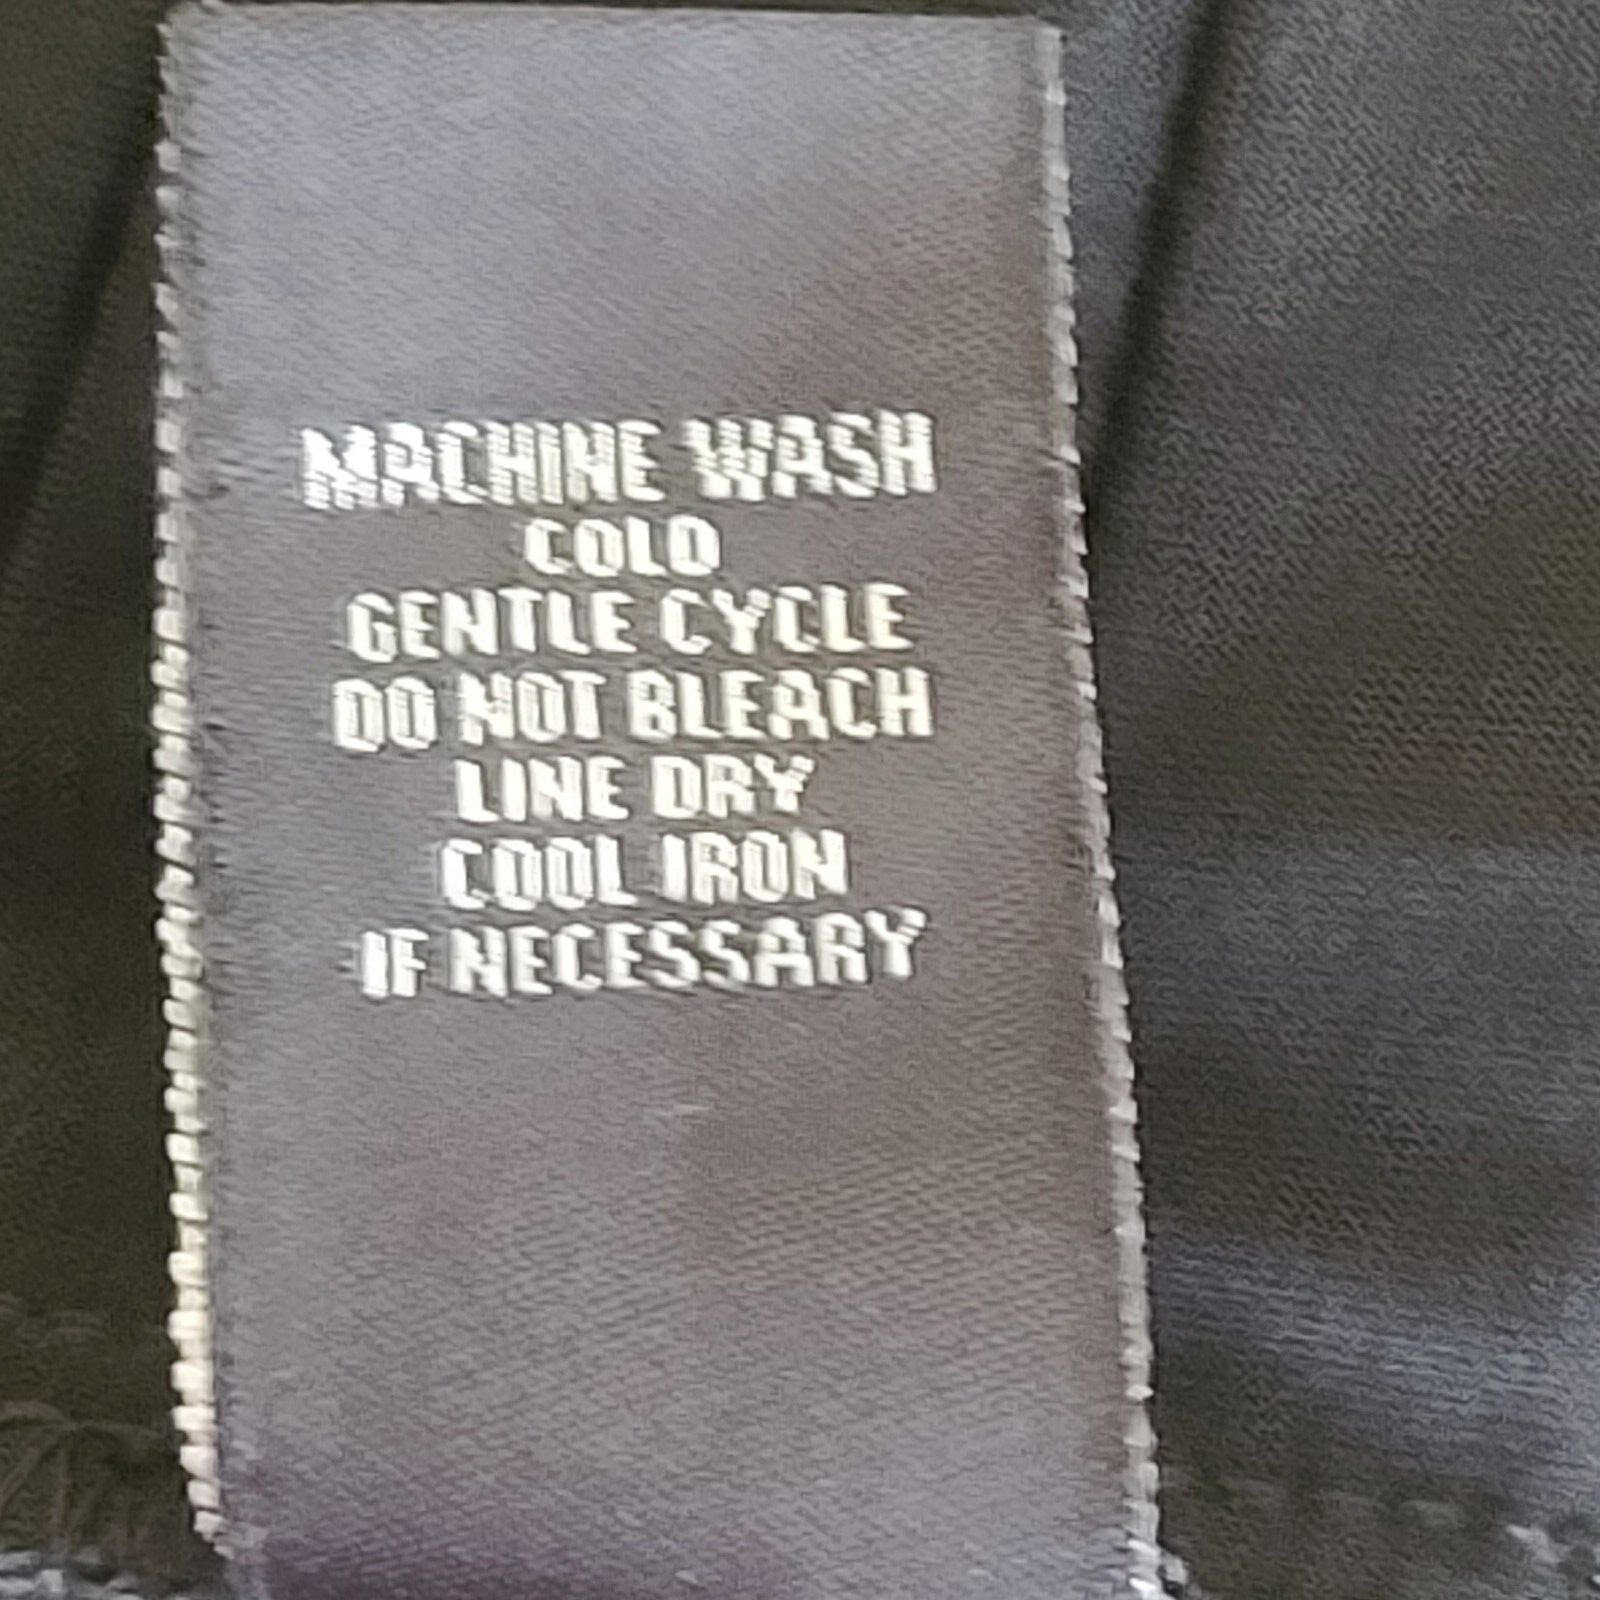 MACHINE WASH
COLD
GENTLE CYCLE
DO NOT BLEACH
LINE DRY
COOL IRON
IF NECESSARY